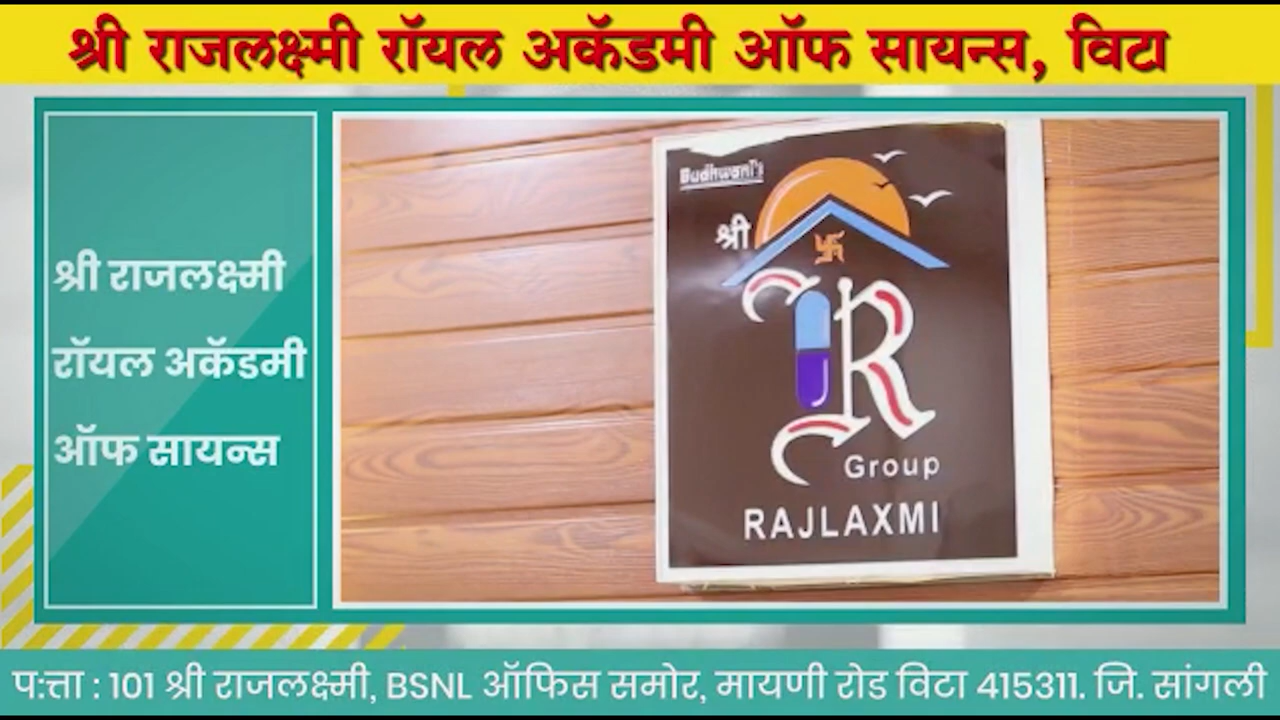 श्री राजलक्ष्मी रॉयल अकॅडमी ऑफ सायन्स, विटा
श्री राजलक्ष्मी
रॉयल अकॅडमी
ऑफ सायन्स
Budhwani's
श्री
R
Group
RAJLAXMI
प:त्ता : 101 श्री राजलक्ष्मी, BSNL ऑफिस समोर, मायणी रोड विटा 415311. जि. सांगली